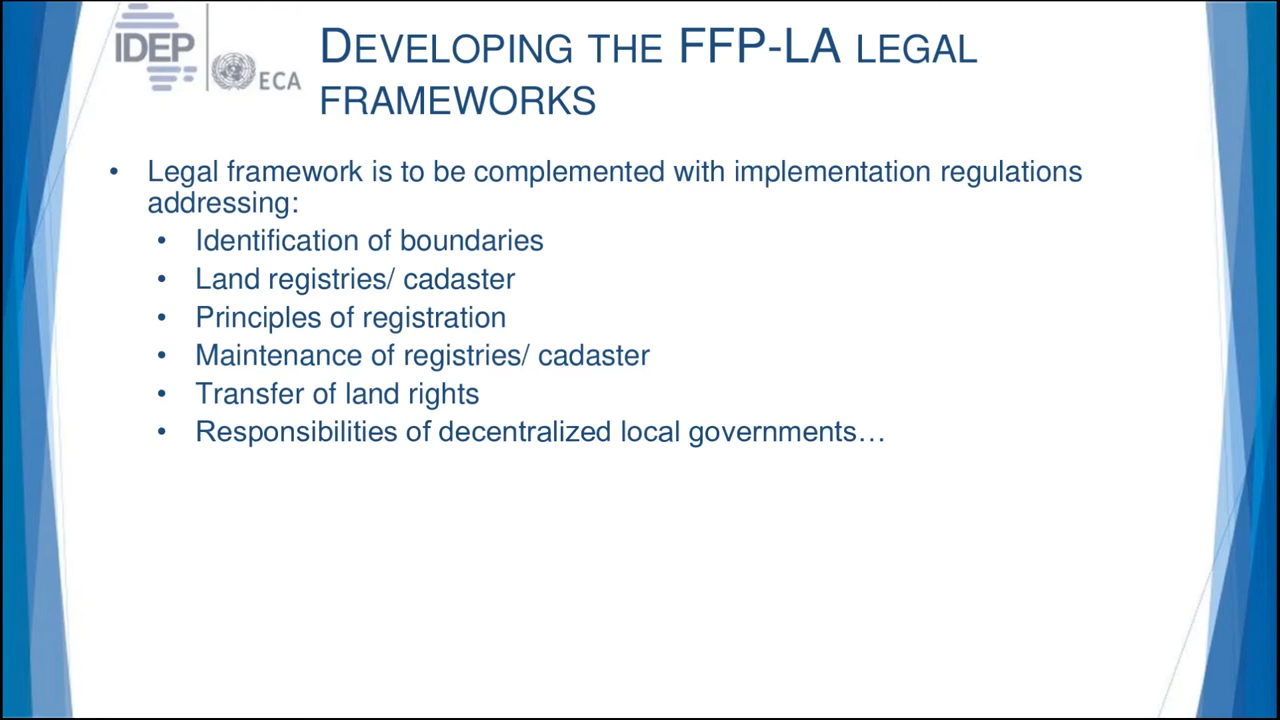 IDEP
ECA
DEVELOPING THE FFP-LA LEGAL
FRAMEWORKS
• Legal framework is to be complemented with implementation regulations
addressing:
• Identification of boundaries
• Land registries/ cadaster
• Principles of registration
• Maintenance of registries/ cadaster
• Transfer of land rights
• Responsibilities of decentralized local governments…